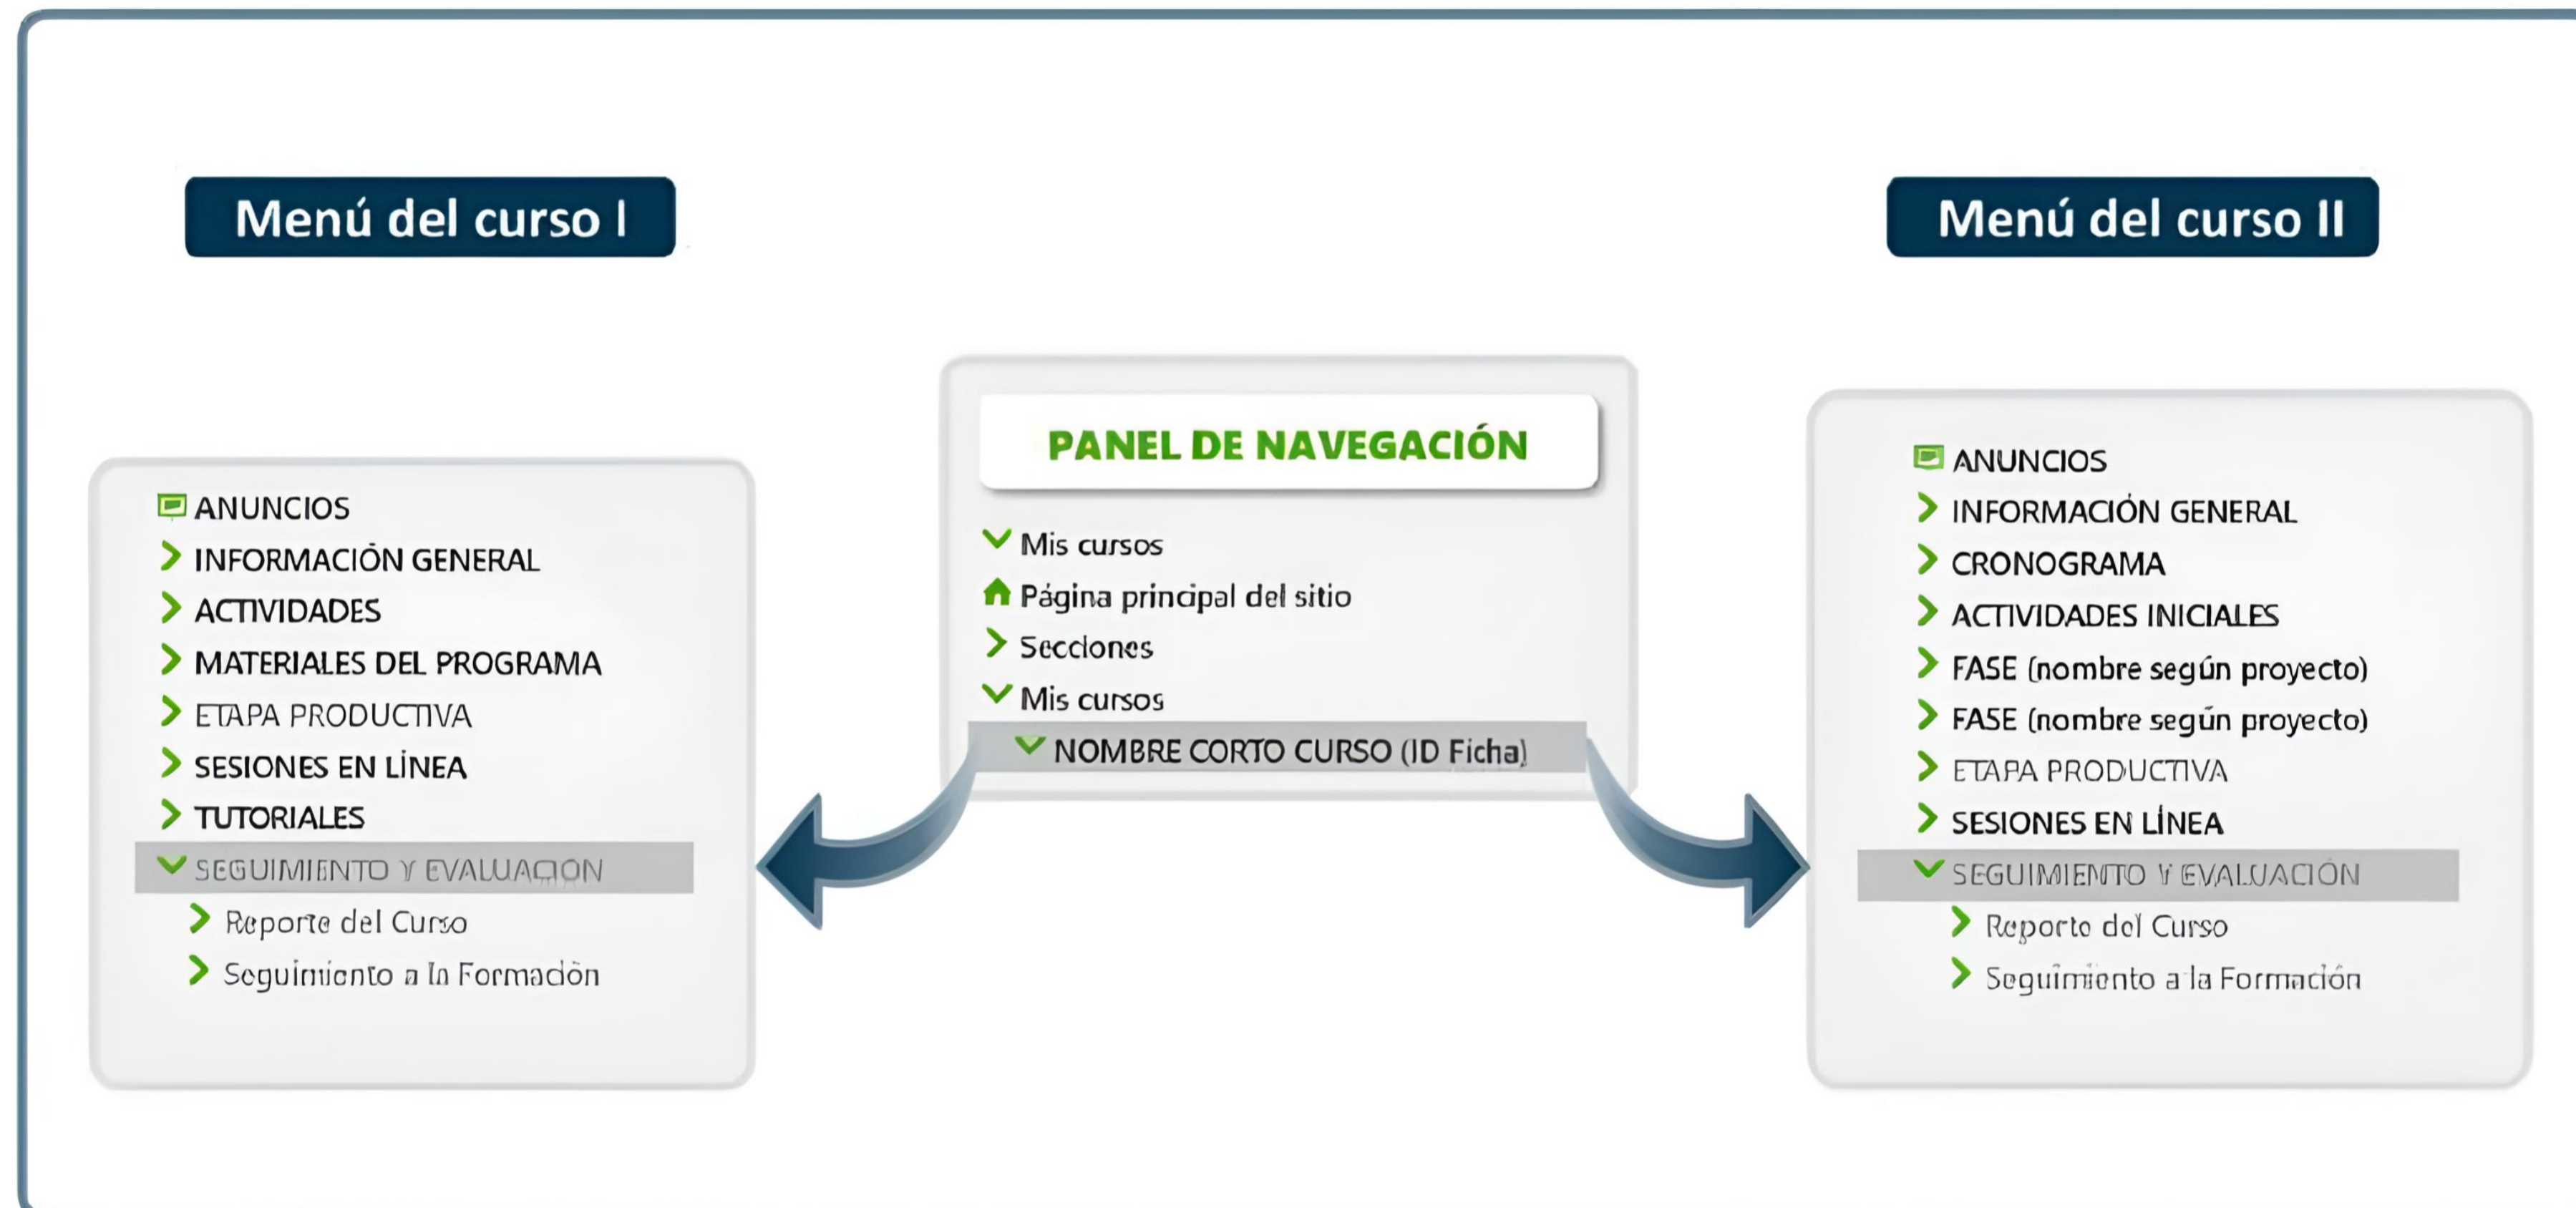 Menú del curso I
Menú del curso II
ANUNCIOS
INFORMACIÓN GENERAL
ACTIVIDADES
MATERIALES DEL PROGRAMA
ETAPA PRODUCTIVA
SESIONES EN LÍNEA
TUTORIALES
SEGUIMIENTO Y EVALUACION
Reporte del Curso
Seguimiento a la Formación
PANEL DE NAVEGACIÓN
Mis cursos
Página principal del sitio
Secciones
Mis cursos
NOMBRE CORTO CURSO (ID Ficha)
ANUNCIOS
INFORMACIÓN GENERAL
CRONOGRAMA
ACTIVIDADES INICIALES
FASE (nombre según proyecto)
FASE (nombre según proyecto)
ETAPA PRODUCTIVA
SESIONES EN LÍNEA
SEGUIMIENTO Y EVALUACIÓN
Reporte del Curso
Seguimiento a la Formación